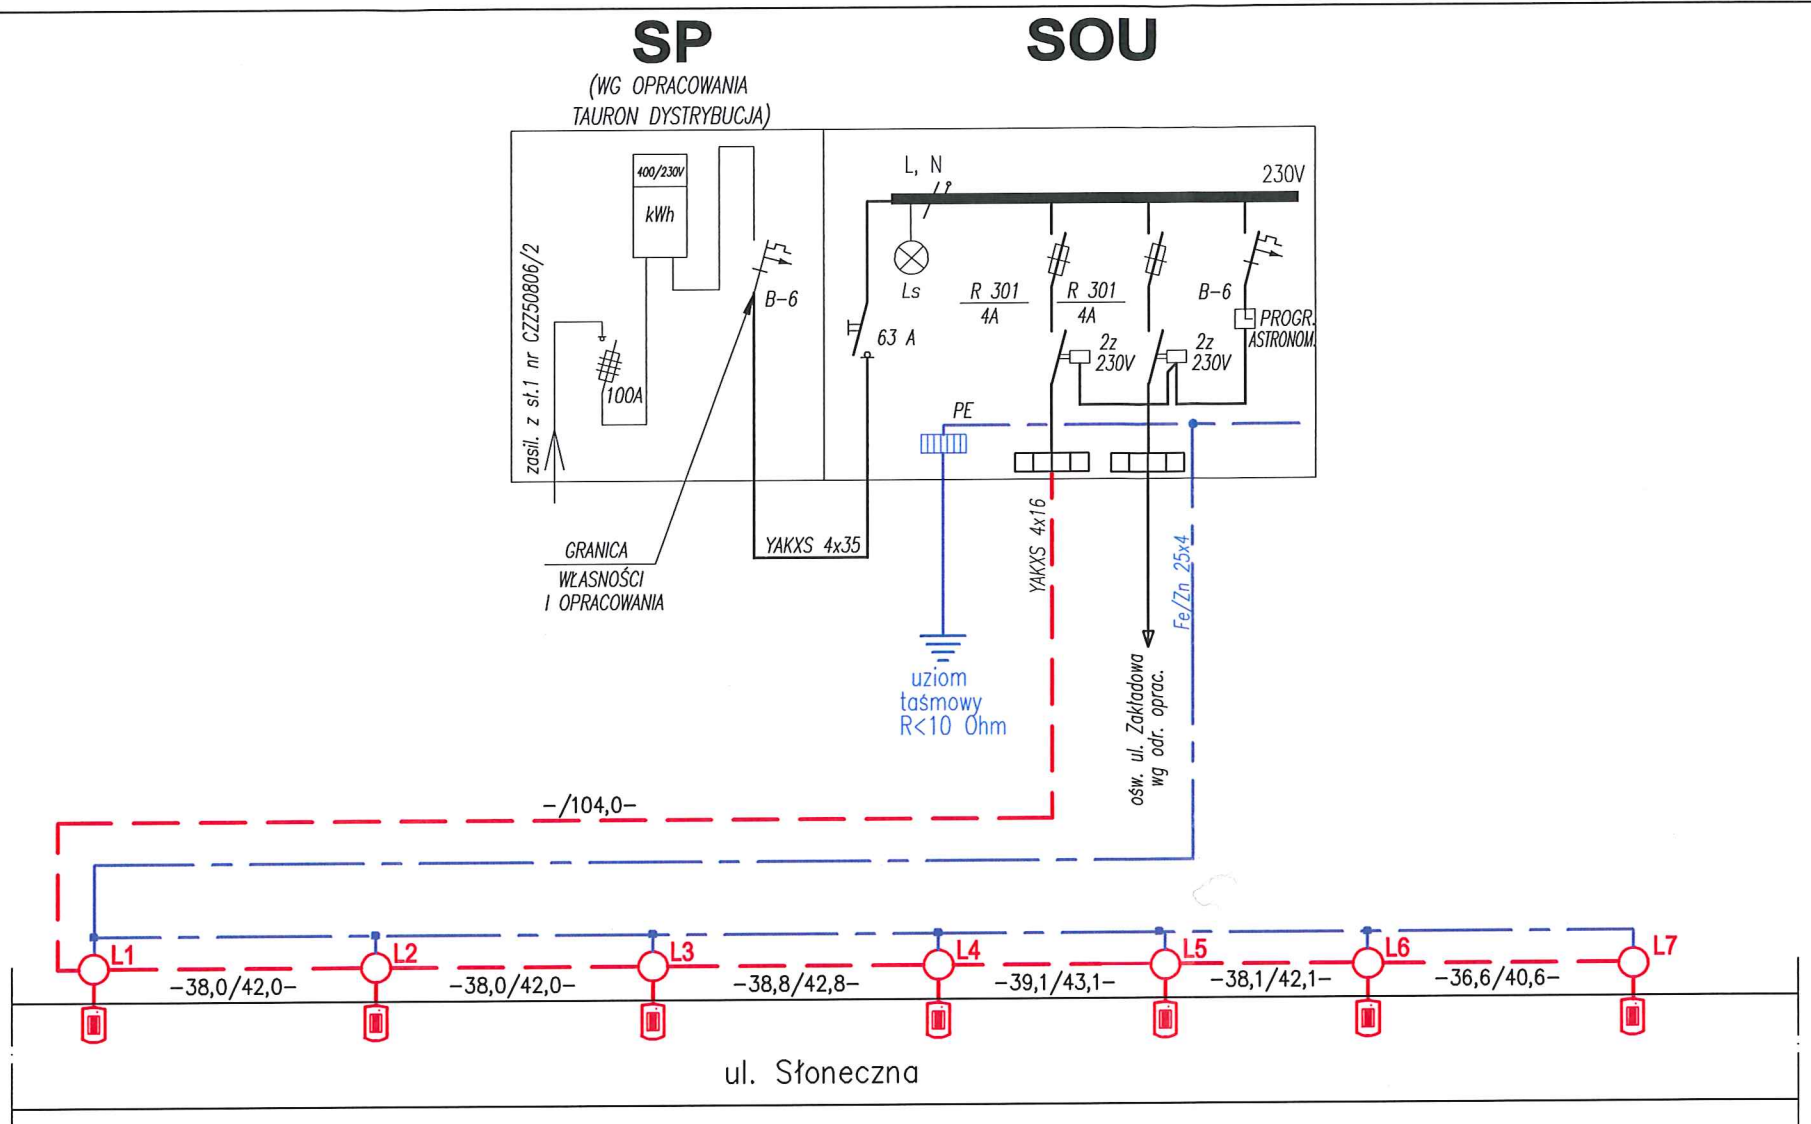 SP
(WG OPRACOWANIA
TAURON DYSTRYBUCJA)
SOU
zasil. z sł.1 nr CZZ50806/2
400/230V
kWh
100A
B-6
L, N
230V
Ls
63 A
R 301
4A
R 301
4A
2z
230V
2z
230V
B-6
PROGR.
ASTRONOM.
PE
GRANICA
WŁASNOŚCI
I OPRACOWANIA
YAKXS 4x35
YAKXS 4x16
Fe/Zn 25x4
uziom
taśmowy
R<10 Ohm
ośw. ul. Zakładowa
wg odr. oprac.
-/104,0-
L1
L2
L3
L4
L5
L6
L7
-38,0/42,0-
-38,0/42,0-
-38,8/42,8-
-39,1/43,1-
-38,1/42,1-
-36,6/40,6-
ul. Słoneczna